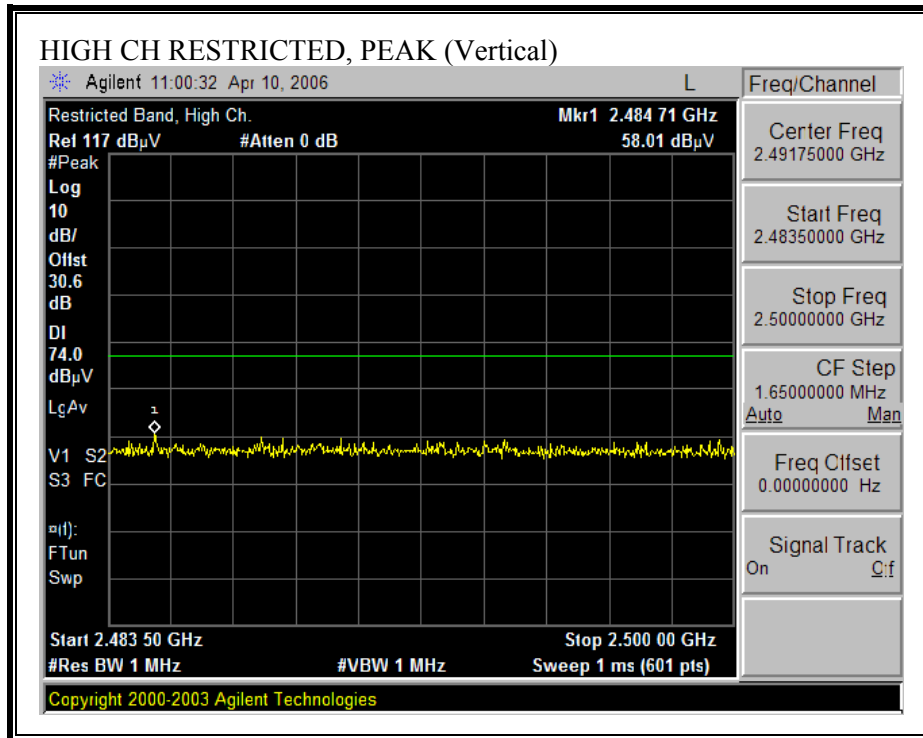 HIGH CH RESTRICTED, PEAK (Vertical)
Agilent 11:00:32 Apr 10, 2006 L
Freq/Channel
Restricted Band, High Ch. Mkr1 2.484 71 GHz
Ref 117 dBµV #Atten 0 dB 58.01 dBµV
#Peak
Log
10
dB/
Offst
30.6
dB
DI
74.0
dBµV
LgAv
1
V1 S2
S3 FC
¤(f):
FTun
Swp
Start 2.483 50 GHz Stop 2.500 00 GHz
#Res BW 1 MHz #VBW 1 MHz Sweep 1 ms (601 pts)
Center Freq
2.49175000 GHz
Start Freq
2.48350000 GHz
Stop Freq
2.50000000 GHz
CF Step
1.65000000 MHz
Auto Man
Freq Offset
0.00000000 Hz
Signal Track
On Off
Copyright 2000-2003 Agilent Technologies